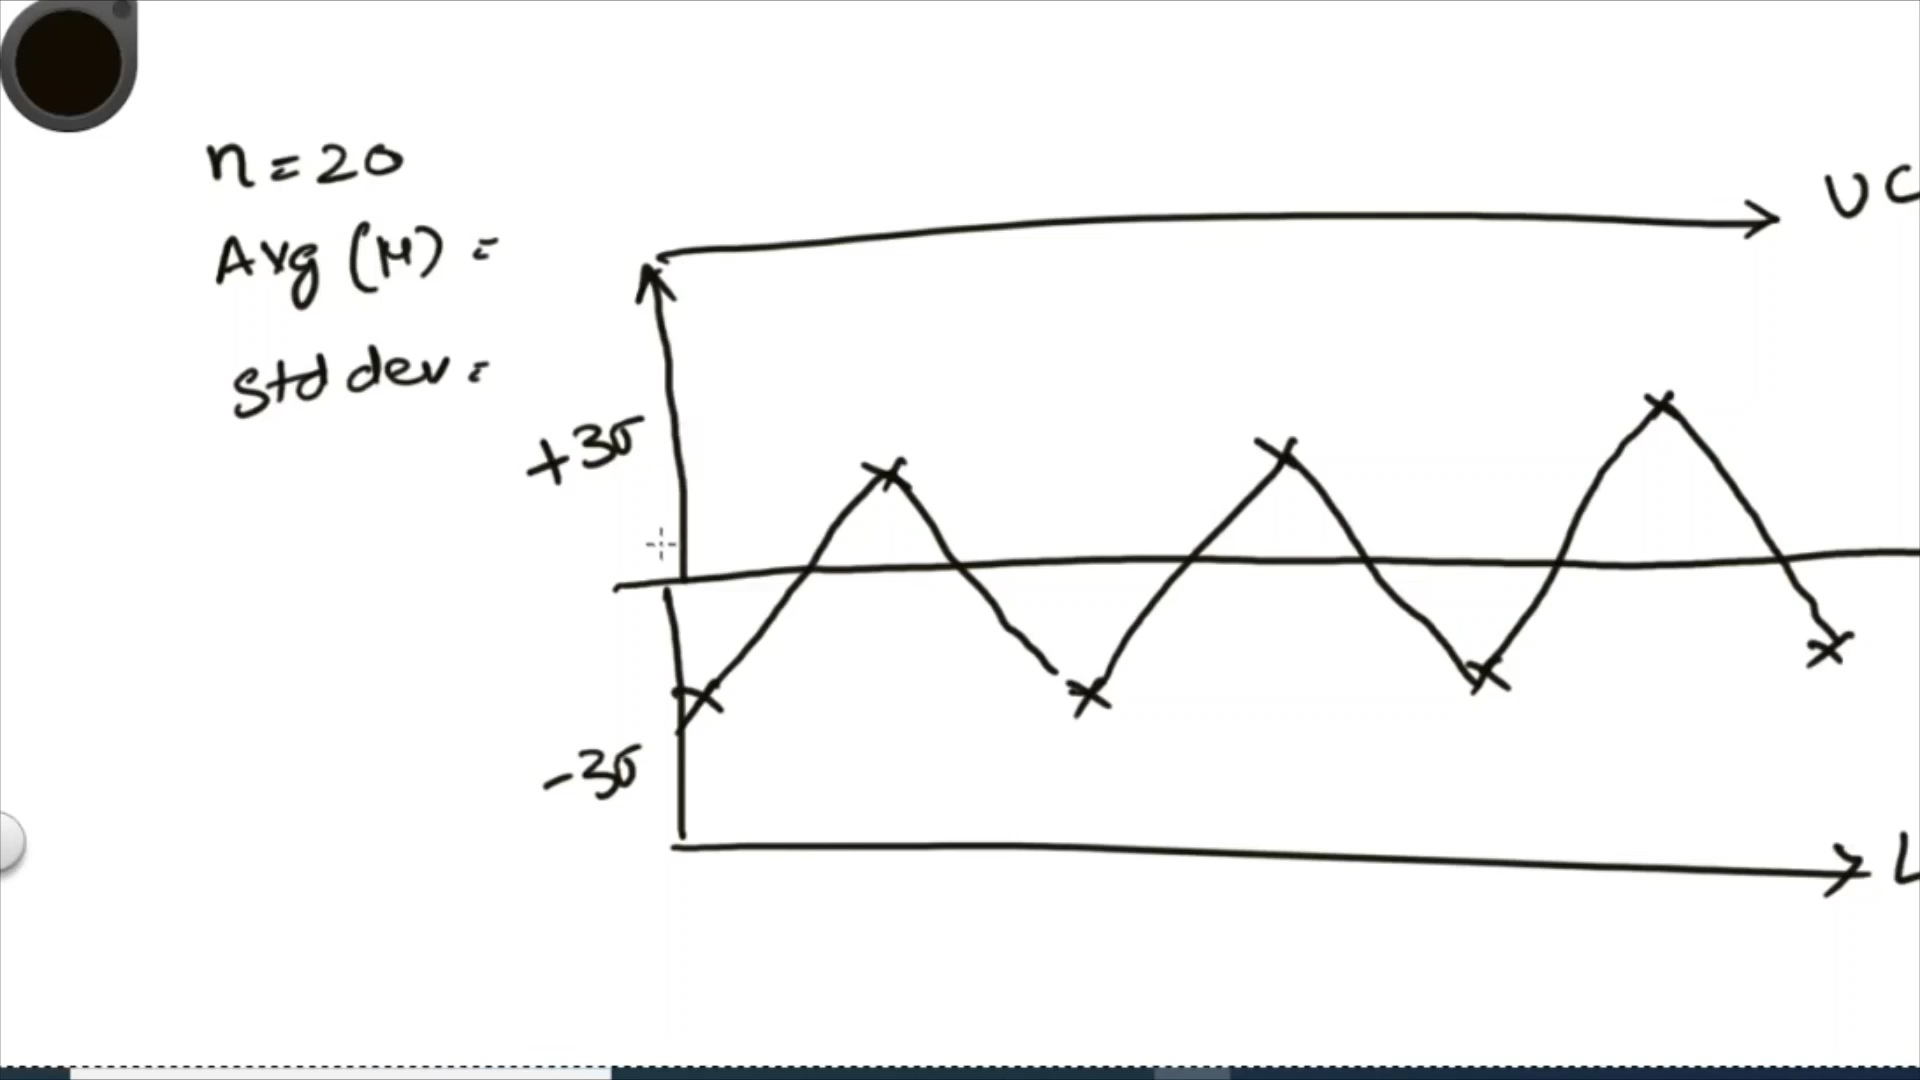 n = 20
Avg (μ) =
std dev =
+3σ
-3σ
UC
L